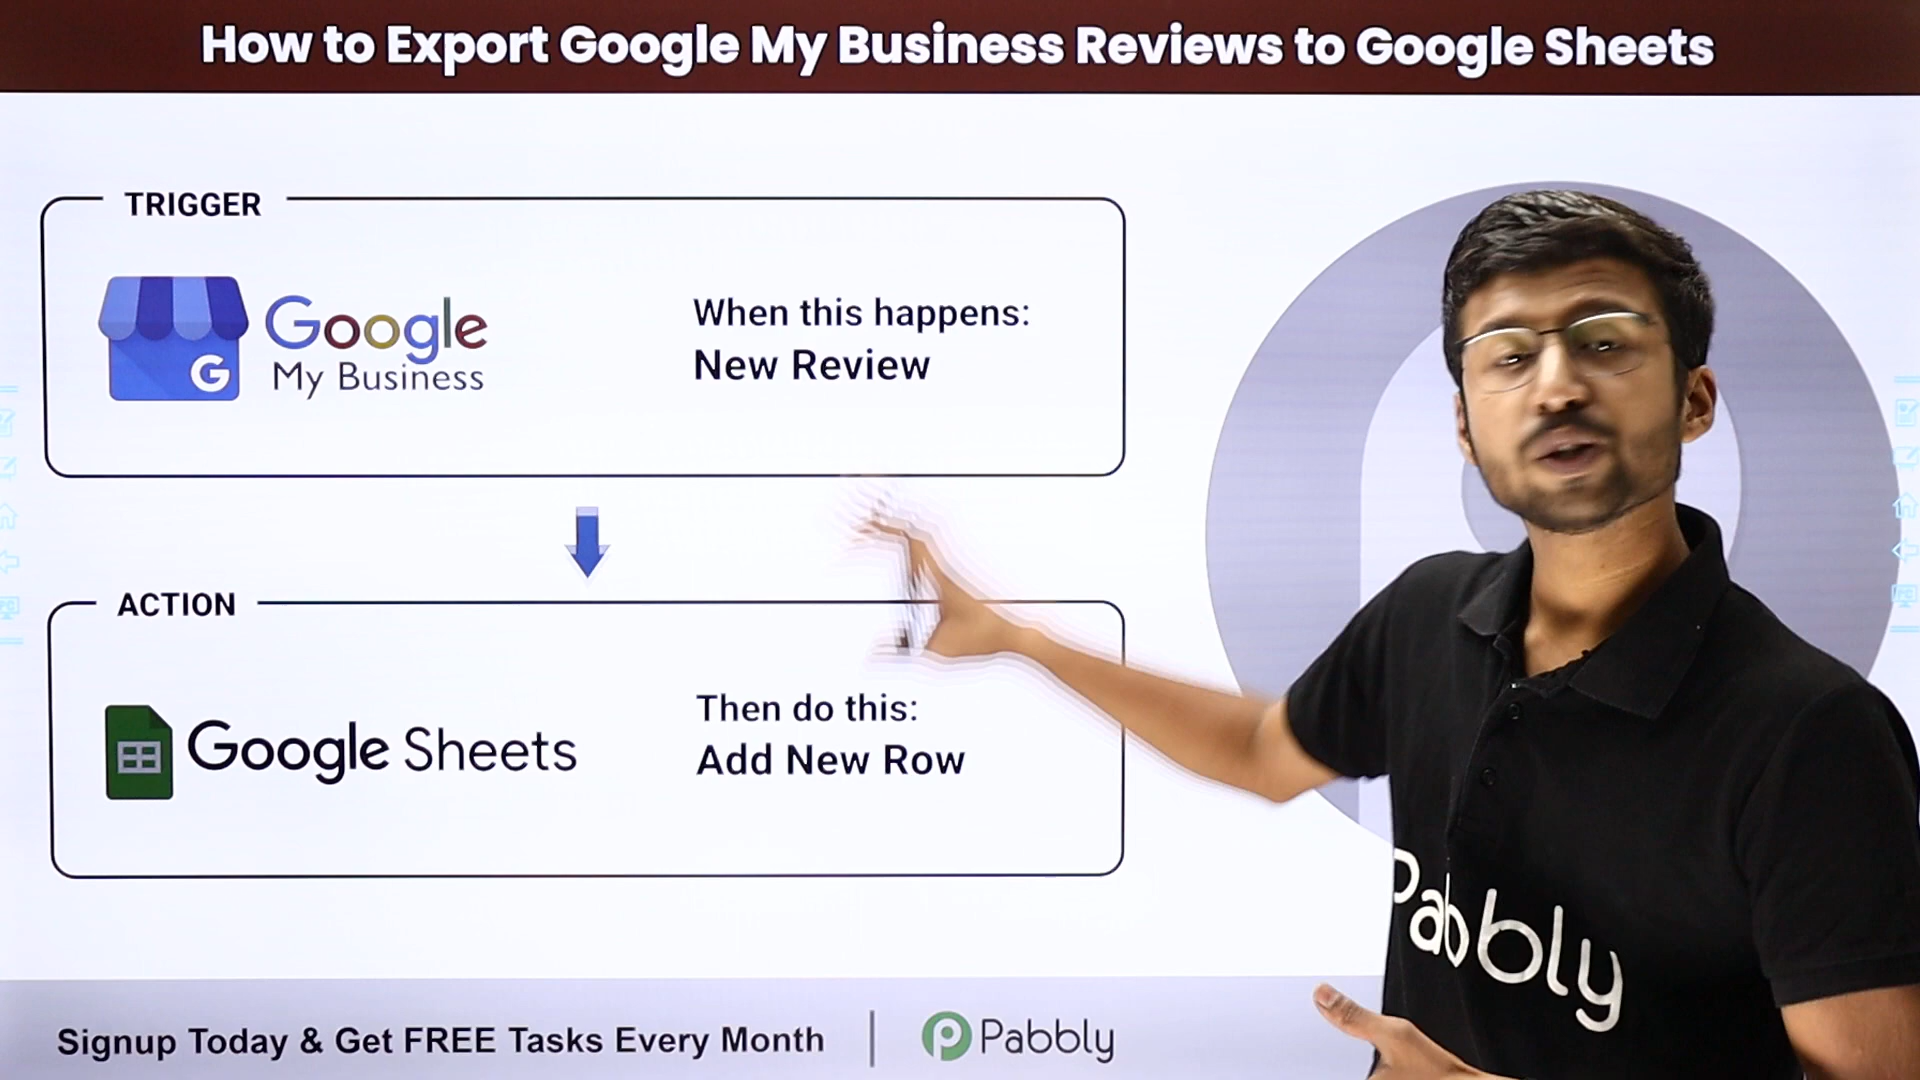 How to Export Google My Business Reviews to Google Sheets
TRIGGER
G
Google
My Business
When this happens:
New Review
ACTION
Google Sheets
Then do this:
Add New Row
Pabbly
Signup Today & Get FREE Tasks Every Month
Pabbly